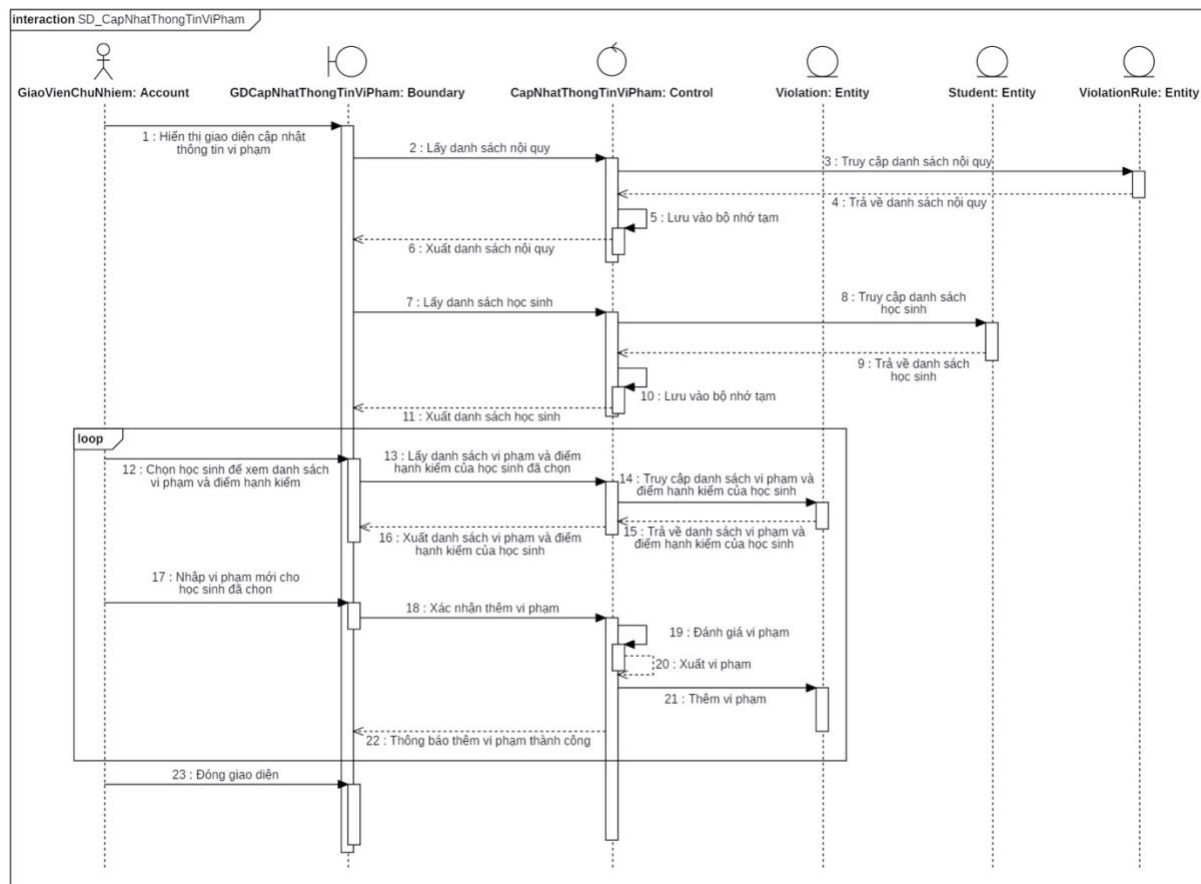 interaction SD_CapNhatThongTinViPham
GiaoVienChuNhiem: Account
GDCapNhatThongTinViPham: Boundary
CapNhatThongTinViPham: Control
Violation: Entity
Student: Entity
ViolationRule: Entity
1 : Hiển thị giao diện cập nhật
thông tin vi phạm
2 : Lấy danh sách nội quy
3 : Truy cập danh sách nội quy
4 : Trả về danh sách nội quy
5 : Lưu vào bộ nhớ tạm
6 : Xuất danh sách nội quy
7 : Lấy danh sách học sinh
8 : Truy cập danh sách
học sinh
9 : Trả về danh sách
học sinh
10 : Lưu vào bộ nhớ tạm
11 : Xuất danh sách học sinh
loop
12 : Chọn học sinh để xem danh sách
vi phạm và điểm hạnh kiểm
13 : Lấy danh sách vi phạm và điểm
hạnh kiểm của học sinh đã chọn
14 : Truy cập danh sách vi phạm và
điểm hạnh kiểm của học sinh
15 : Trả về danh sách vi phạm và
điểm hạnh kiểm của học sinh
16 : Xuất danh sách vi phạm và điểm
hạnh kiểm của học sinh
17 : Nhập vi phạm mới cho
học sinh đã chọn
18 : Xác nhận thêm vi phạm
19 : Đánh giá vi phạm
20 : Xuất vi phạm
21 : Thêm vi phạm
22 : Thông báo thêm vi phạm thành công
23 : Đóng giao diện